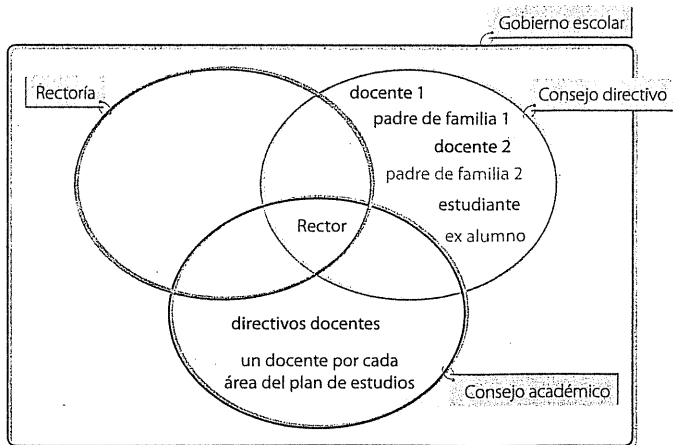 Gobierno escolar
Rectoría
Consejo directivo
docente 1
padre de familia 1
docente 2
padre de familia 2
estudiante
ex alumno
Rector
directivos docentes
un docente por cada
área del plan de estudios
Consejo académico